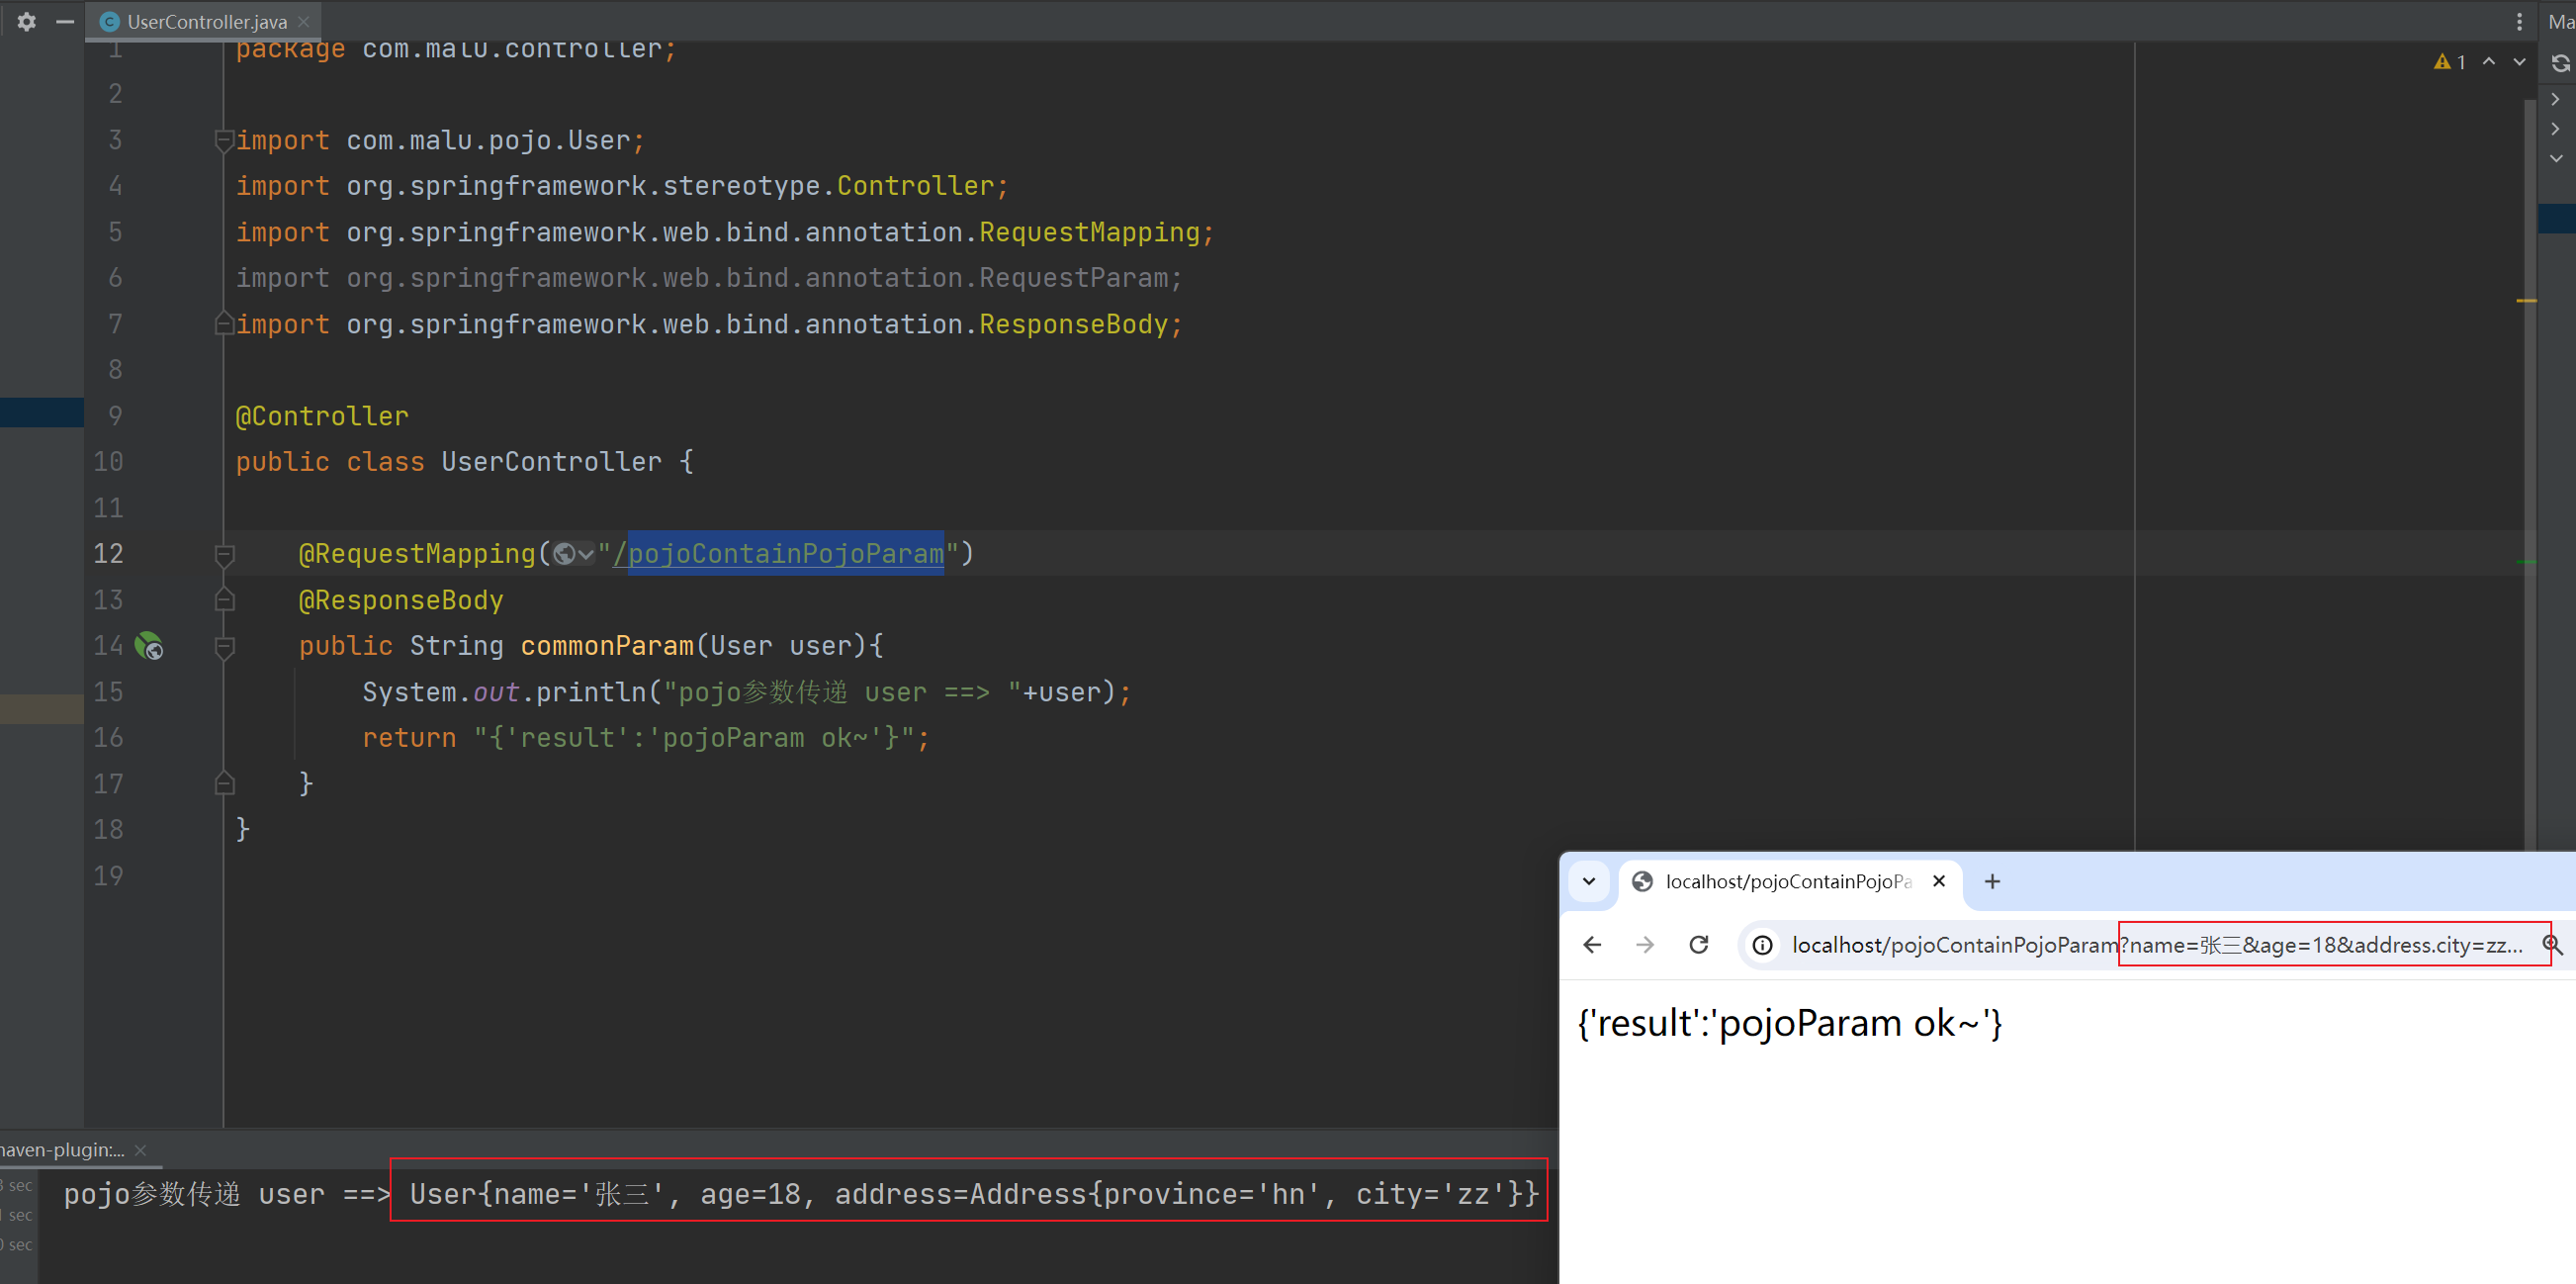 UserController.java
Ma
1 package com.malu.controller;
1
2
3 import com.malu.pojo.User;
4 import org.springframework.stereotype.Controller;
5 import org.springframework.web.bind.annotation.RequestMapping;
6 import org.springframework.web.bind.annotation.RequestParam;
7 import org.springframework.web.bind.annotation.ResponseBody;
8
9 @Controller
10 public class UserController {
11
12 @RequestMapping("/pojoContainPojoParam")
13 @ResponseBody
14 public String commonParam(User user){
15 System.out.println("pojo参数传递 user ==> "+user);
16 return "{'result':'pojoParam ok~'}";
17 }
18 }
19
localhost/pojoContainPojoPa
localhost/pojoContainPojoParam?name=张三&age=18&address.city=zz...
{'result':'pojoParam ok~'}
naven-plugin:...
3 sec
pojo参数传递 user ==> User{name='张三', age=18, address=Address{province='hn', city='zz'}}
1 sec
0 sec